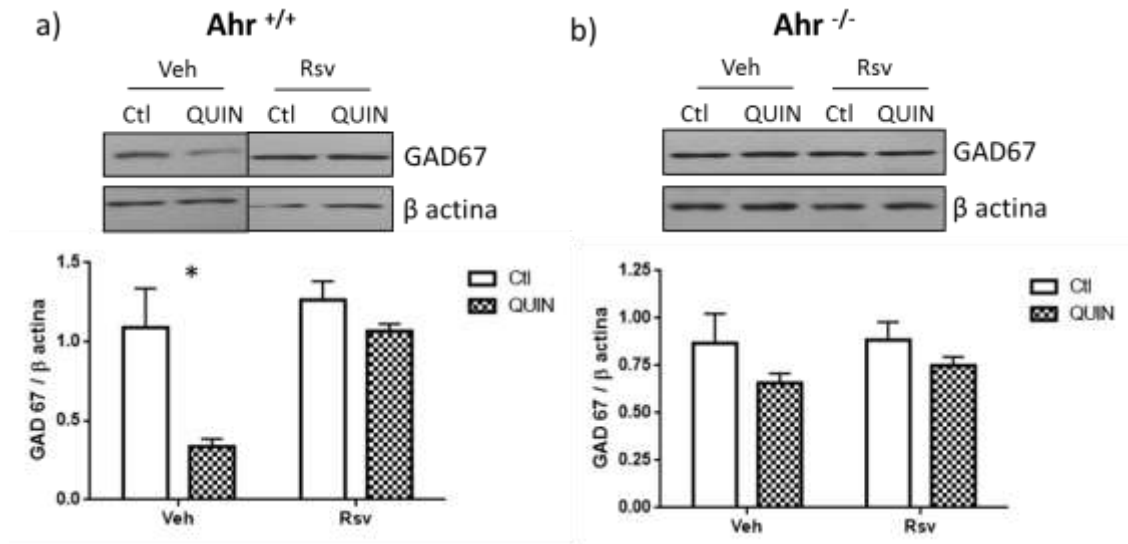 a)
Ahr +/+
Veh Rsv
Ctl QUIN Ctl QUIN
GAD67
β actina
GAD 67 / β actina
1.5
1.0
0.5
0.0
*
Ctl
QUIN
Veh Rsv
b)
Ahr -/-
Veh Rsv
Ctl QUIN Ctl QUIN
GAD67
β actina
GAD 67 / β actina
1.25
1.00
0.75
0.50
0.25
0.00
Ctl
QUIN
Veh Rsv